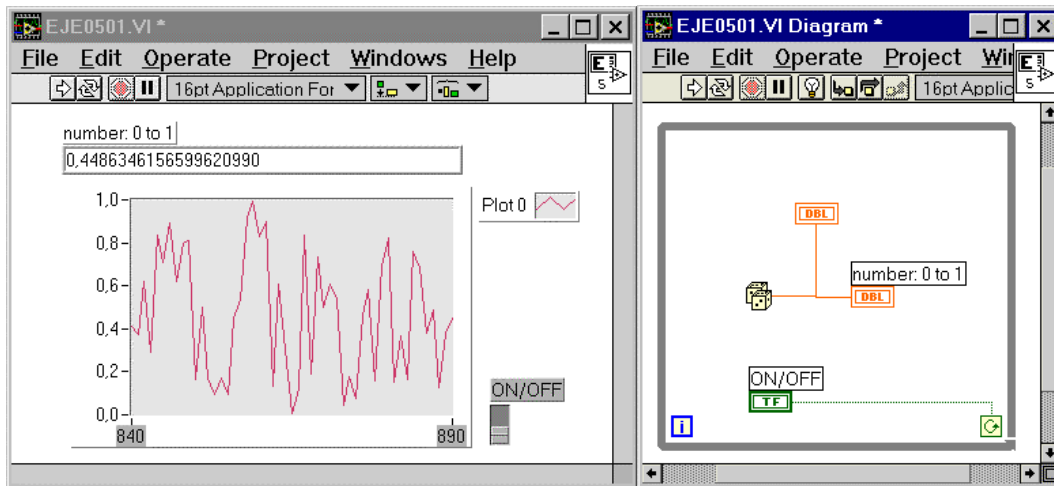 EJE0501.VI *
File Edit Operate Project Windows Help
16pt Application For
number: 0 to 1
0,4486346156599620990
1,0
0,8
0,6
0,4
0,2
0,0
840 890
Plot 0
ON/OFF
EJE0501.VI Diagram *
File Edit Operate Project Wi
16pt Applic
DBL
number: 0 to 1
DBL
ON/OFF
TF
i